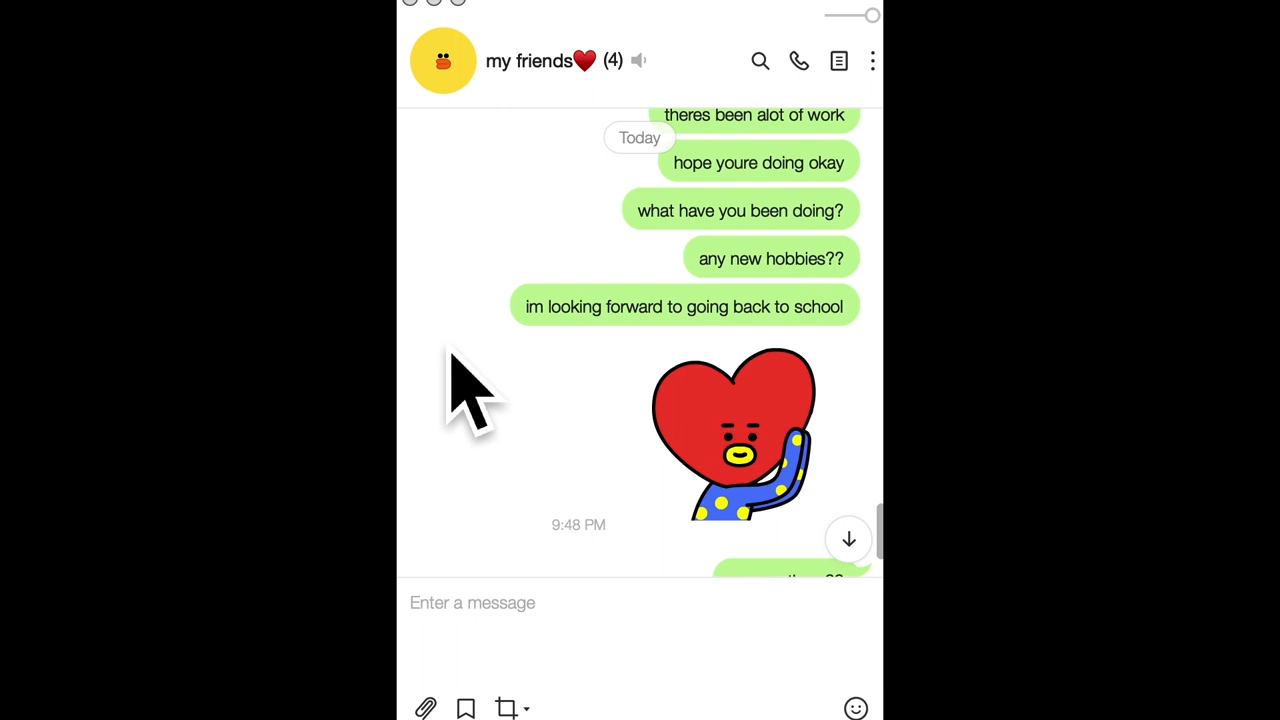 my friends❤️ (4)
theres been alot of work
Today
hope youre doing okay
what have you been doing?
any new hobbies??
im looking forward to going back to school
9:48 PM
Enter a message